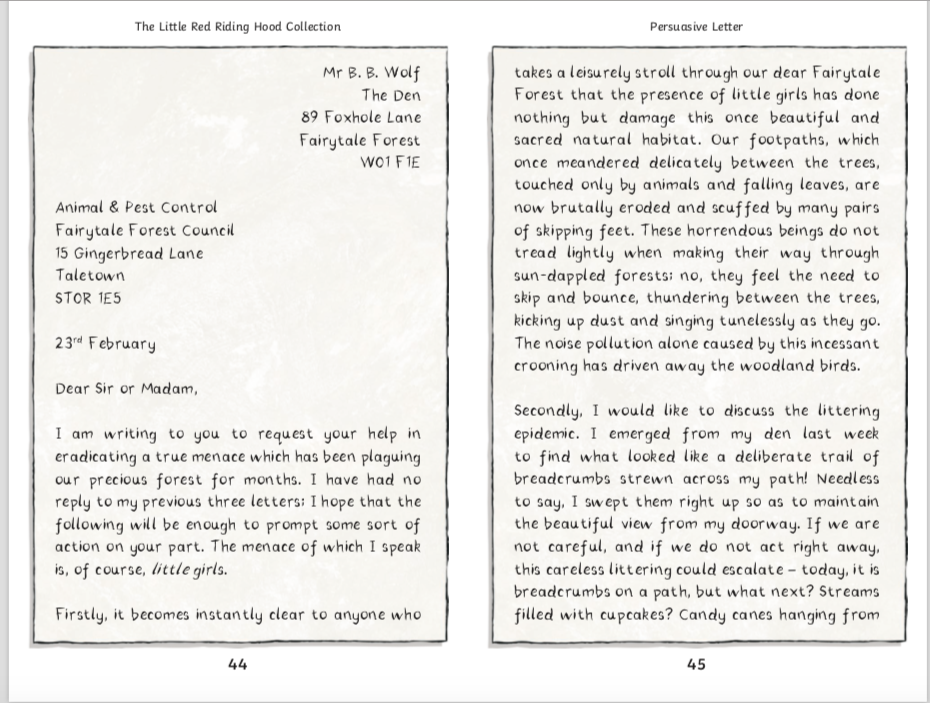 The Little Red Riding Hood Collection
Mr B. B. Wolf
The Den
89 Foxhole Lane
Fairytale Forest
WO1 F1E
Animal & Pest Control
Fairytale Forest Council
15 Gingerbread Lane
Taletown
STOR 1E5
23rd February
Dear Sir or Madam,
I am writing to you to request your help in
eradicating a true menace which has been plaguing
our precious forest for months. I have had no
reply to my previous three letters; I hope that the
following will be enough to prompt some sort of
action on your part. The menace of which I speak
is, of course, little girls.
Firstly, it becomes instantly clear to anyone who
44
Persuasive Letter
takes a leisurely stroll through our dear Fairytale
Forest that the presence of little girls has done
nothing but damage this once beautiful and
sacred natural habitat. Our footpaths, which
once meandered delicately between the trees,
touched only by animals and falling leaves, are
now brutally eroded and scuffed by many pairs
of skipping feet. These horrendous beings do not
tread lightly when making their way through
sun-dappled forests; no, they feel the need to
skip and bounce, thundering between the trees,
kicking up dust and singing tunelessly as they go.
The noise pollution alone caused by this incessant
crooning has driven away the woodland birds.
Secondly, I would like to discuss the littering
epidemic. I emerged from my den last week
to find what looked like a deliberate trail of
breadcrumbs strewn across my path! Needless
to say, I swept them right up so as to maintain
the beautiful view from my doorway. If we are
not careful, and if we do not act right away,
this careless littering could escalate – today, it is
breadcrumbs on a path, but what next? Streams
filled with cupcakes? Candy canes hanging from
45